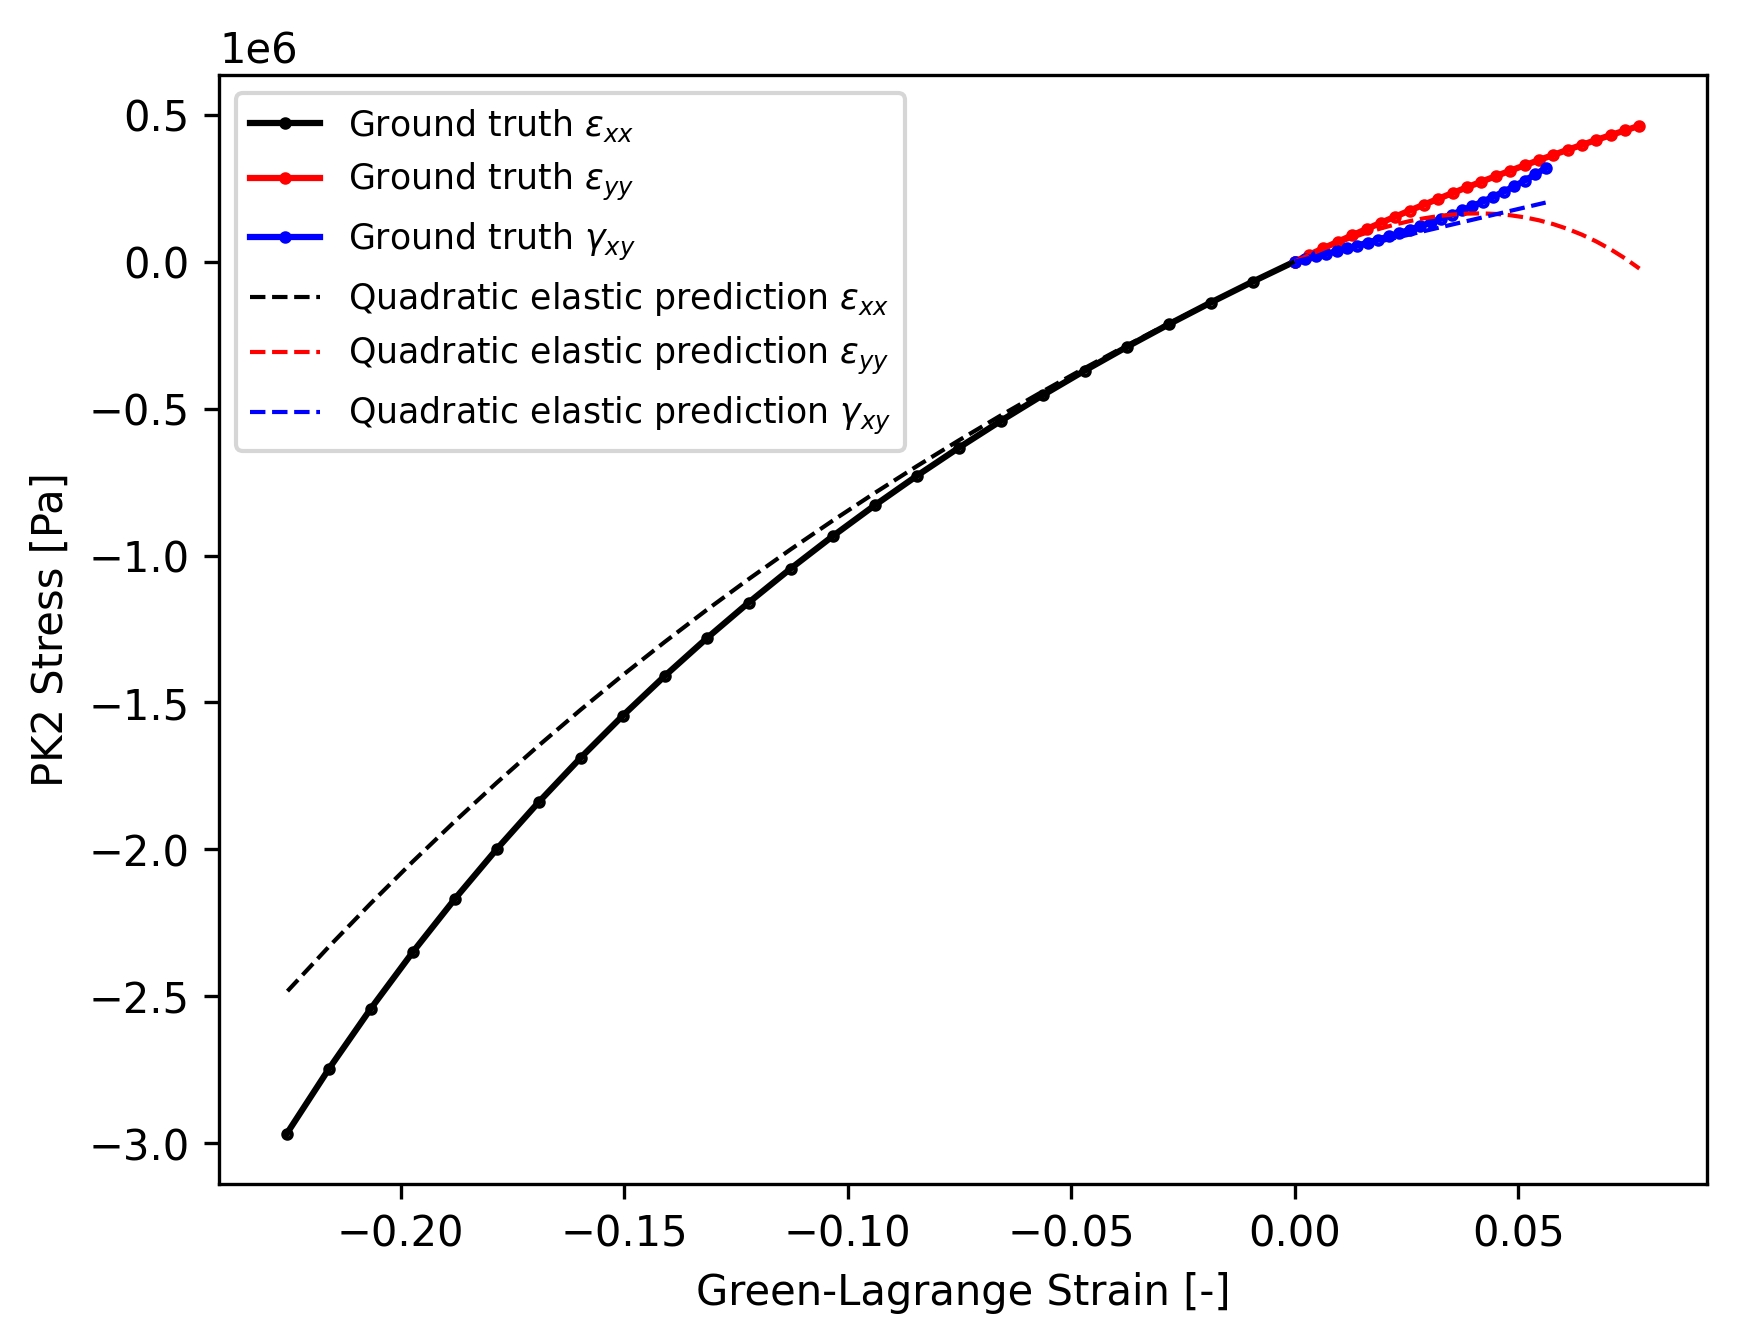 1e6
0.5
0.0
−0.5
−1.0
−1.5
−2.0
−2.5
−3.0
PK2 Stress [Pa]
Ground truth εxx
Ground truth εyy
Ground truth γxy
Quadratic elastic prediction εxx
Quadratic elastic prediction εyy
Quadratic elastic prediction γxy
−0.20 −0.15 −0.10 −0.05 0.00 0.05
Green-Lagrange Strain [-]